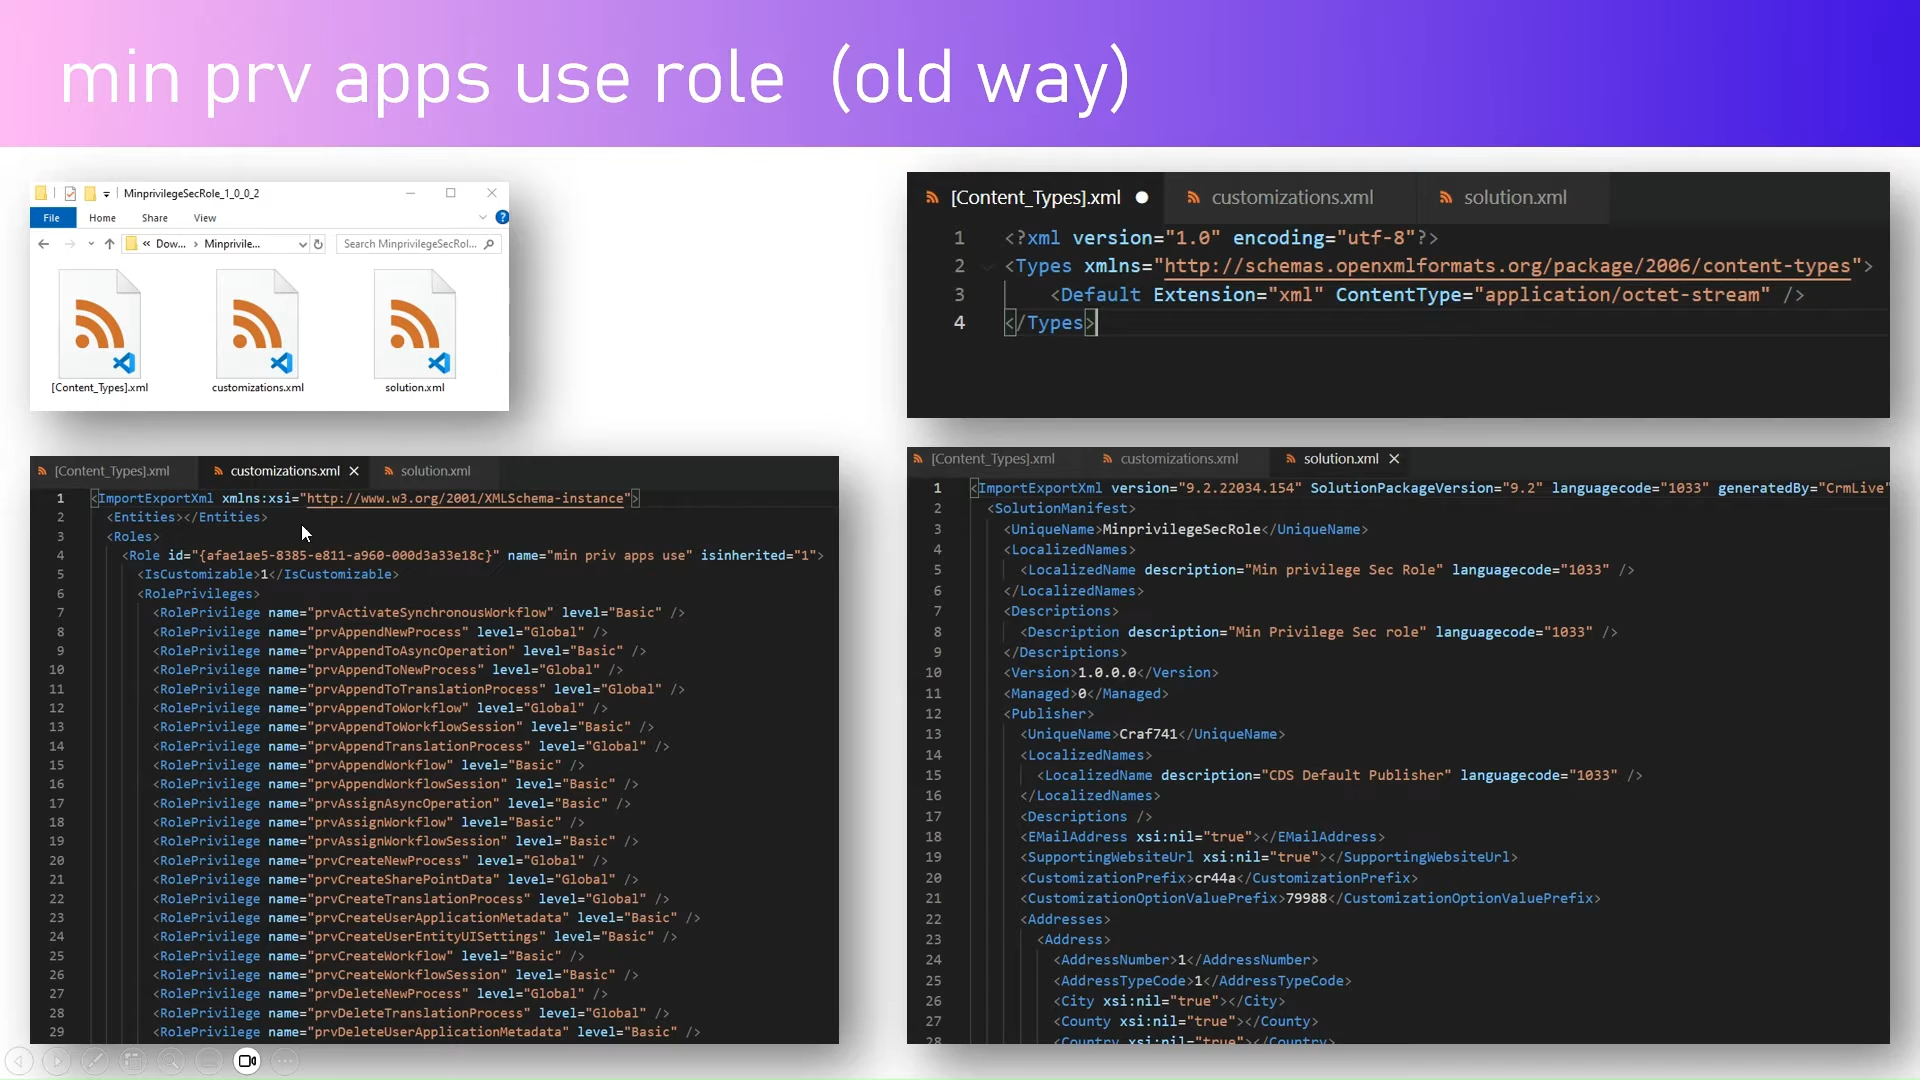 min prv apps use role (old way)
MinprivilegeSecRole_1_0_0_2
File Home Share View
« Dow... › Minprivile... Search MinprivilegeSecRol...
[Content_Types].xml customizations.xml solution.xml
[Content_Types].xml customizations.xml solution.xml
1 <?xml version="1.0" encoding="utf-8"?>
2 <Types xmlns="http://schemas.openxmlformats.org/package/2006/content-types">
3 <Default Extension="xml" ContentType="application/octet-stream" />
4 </Types>
[Content_Types].xml customizations.xml solution.xml
1 <ImportExportXml xmlns:xsi="http://www.w3.org/2001/XMLSchema-instance">
2 <Entities></Entities>
3 <Roles>
4 <Role id="{afae1ae5-8385-e811-a960-000d3a33e18c}" name="min priv apps use" isinherited="1">
5 <IsCustomizable>1</IsCustomizable>
6 <RolePrivileges>
7 <RolePrivilege name="prvActivateSynchronousWorkflow" level="Basic" />
8 <RolePrivilege name="prvAppendNewProcess" level="Global" />
9 <RolePrivilege name="prvAppendToAsyncOperation" level="Basic" />
10 <RolePrivilege name="prvAppendToNewProcess" level="Global" />
11 <RolePrivilege name="prvAppendToTranslationProcess" level="Global" />
12 <RolePrivilege name="prvAppendToWorkflow" level="Global" />
13 <RolePrivilege name="prvAppendToWorkflowSession" level="Basic" />
14 <RolePrivilege name="prvAppendTranslationProcess" level="Global" />
15 <RolePrivilege name="prvAppendWorkflow" level="Basic" />
16 <RolePrivilege name="prvAppendWorkflowSession" level="Basic" />
17 <RolePrivilege name="prvAssignAsyncOperation" level="Basic" />
18 <RolePrivilege name="prvAssignWorkflow" level="Basic" />
19 <RolePrivilege name="prvAssignWorkflowSession" level="Basic" />
20 <RolePrivilege name="prvCreateNewProcess" level="Global" />
21 <RolePrivilege name="prvCreateSharePointData" level="Global" />
22 <RolePrivilege name="prvCreateTranslationProcess" level="Global" />
23 <RolePrivilege name="prvCreateUserApplicationMetadata" level="Basic" />
24 <RolePrivilege name="prvCreateUserEntityUISettings" level="Basic" />
25 <RolePrivilege name="prvCreateWorkflow" level="Basic" />
26 <RolePrivilege name="prvCreateWorkflowSession" level="Basic" />
27 <RolePrivilege name="prvDeleteNewProcess" level="Global" />
28 <RolePrivilege name="prvDeleteTranslationProcess" level="Global" />
29 <RolePrivilege name="prvDeleteUserApplicationMetadata" level="Basic" />
[Content_Types].xml customizations.xml solution.xml
1 <ImportExportXml version="9.2.22034.154" SolutionPackageVersion="9.2" languagecode="1033" generatedBy="CrmLive"
2 <SolutionManifest>
3 <UniqueName>MinprivilegeSecRole</UniqueName>
4 <LocalizedNames>
5 <LocalizedName description="Min privilege Sec Role" languagecode="1033" />
6 </LocalizedNames>
7 <Descriptions>
8 <Description description="Min Privilege Sec role" languagecode="1033" />
9 </Descriptions>
10 <Version>1.0.0.0</Version>
11 <Managed>0</Managed>
12 <Publisher>
13 <UniqueName>Craf741</UniqueName>
14 <LocalizedNames>
15 <LocalizedName description="CDS Default Publisher" languagecode="1033" />
16 </LocalizedNames>
17 <Descriptions />
18 <EMailAddress xsi:nil="true"></EMailAddress>
19 <SupportingWebsiteUrl xsi:nil="true"></SupportingWebsiteUrl>
20 <CustomizationPrefix>cr44a</CustomizationPrefix>
21 <CustomizationOptionValuePrefix>79988</CustomizationOptionValuePrefix>
22 <Addresses>
23 <Address>
24 <AddressNumber>1</AddressNumber>
25 <AddressTypeCode>1</AddressTypeCode>
26 <City xsi:nil="true"></City>
27 <County xsi:nil="true"></County>
28 <Country xsi:nil="true"></Country>